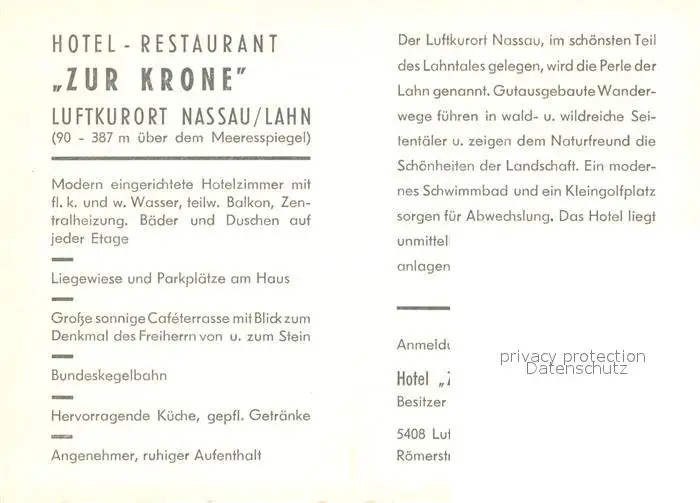 HOTEL - RESTAURANT
„ZUR KRONE"
LUFTKURORT NASSAU/LAHN
(90 - 387 m über dem Meeresspiegel)
Modern eingerichtete Hotelzimmer mit
fl. k. und w. Wasser, teilw. Balkon, Zen-
tralheizung. Bäder und Duschen auf
jeder Etage
Liegewiese und Parkplätze am Haus
Große sonnige Caféterrasse mit Blick zum
Denkmal des Freiherrn von u. zum Stein
Bundeskegelbahn
Hervorragende Küche, gepfl. Getränke
Angenehmer, ruhiger Aufenthalt
Der Luftkurort Nassau, im schönsten Teil
des Lahntales gelegen, wird die Perle der
Lahn genannt. Gutausgebaute Wander-
wege führen in wald- u. wildreiche Sei-
tentäler u. zeigen dem Naturfreund die
Schönheiten der Landschaft. Ein moder-
nes Schwimmbad und ein Kleingolfplatz
sorgen für Abwechslung. Das Hotel liegt
unmittel
anlagen
Anmeldu
Hotel „Z
Besitzer
5408 Luf
Römerstr
privacy protection
Datenschutz